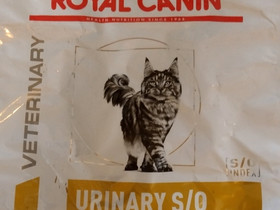 ROYAL CANIN
VETERINARY
[S/O
INDEX]
URINARY S/O